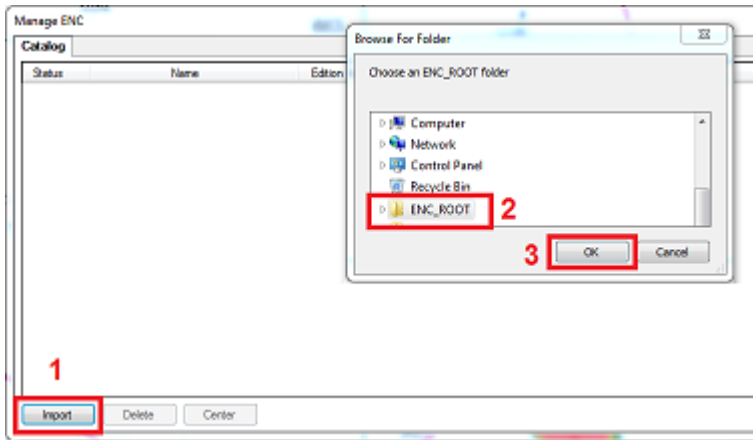 Manage ENC
Catalog
Status Name Edition
Browse For Folder
Choose an ENC_ROOT folder
Computer
Network
Control Panel
Recycle Bin
ENC_ROOT
2
3
OK Cancel
1
Import Delete Center